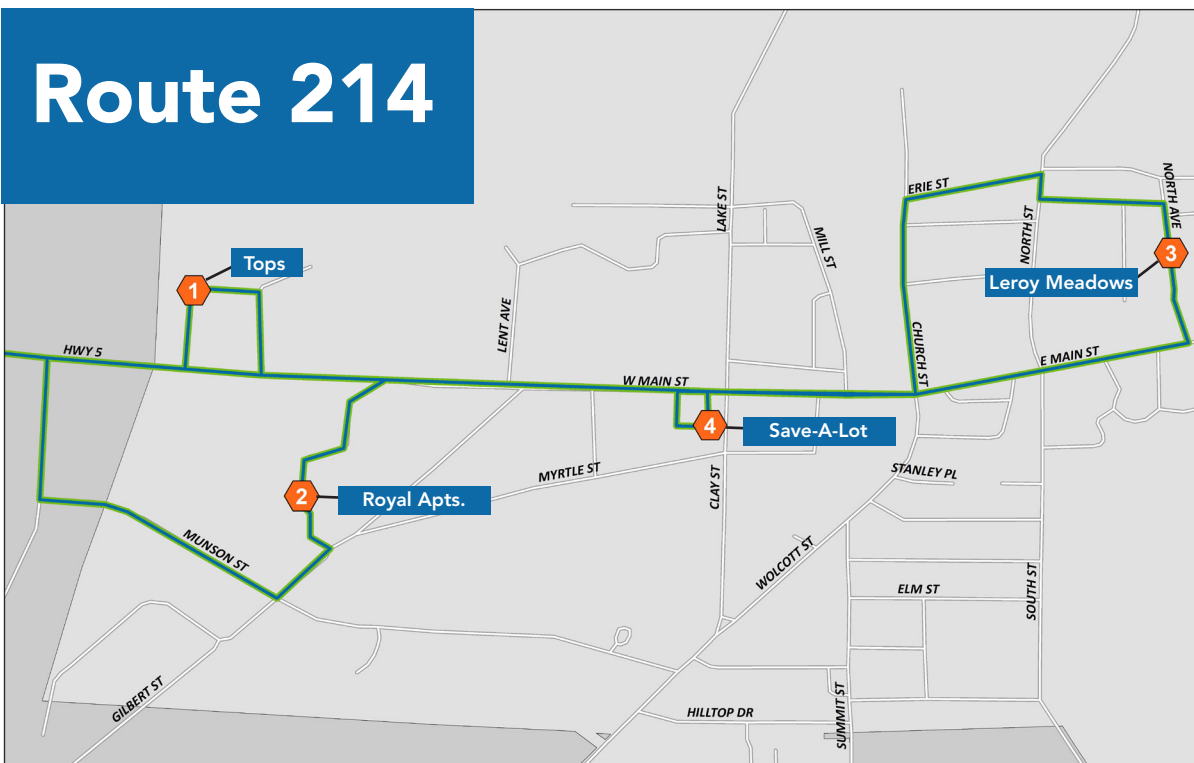 Route 214
NORTH AVE
ERIE ST
LAKE ST
NORTH ST
MILL ST
Tops
1
3
Leroy Meadows
LENT AVE
HWY 5
CHURCH ST
E MAIN ST
W MAIN ST
4
Save-A-Lot
MYRTLE ST
CLAY ST
STANLEY PL
2
Royal Apts.
MUNSON ST
WOLCOTT ST
ELM ST
SOUTH ST
GILBERT ST
SUMMIT ST
HILLTOP DR